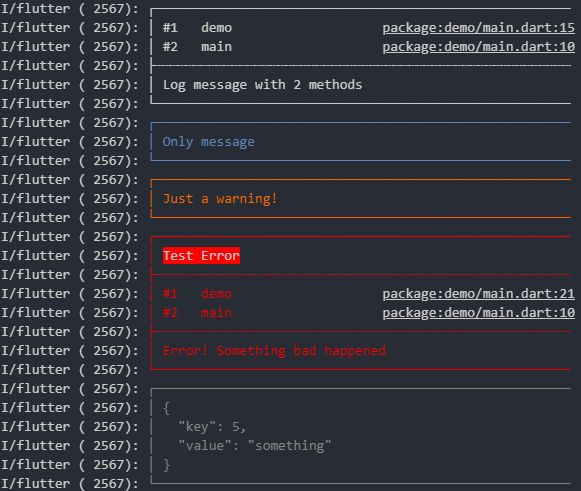 I/flutter ( 2567): ┌──────────────────────────────────────────────────────
I/flutter ( 2567): │ #1   demo                    package:demo/main.dart:15
I/flutter ( 2567): │ #2   main                    package:demo/main.dart:10
I/flutter ( 2567): ├┄┄┄┄┄┄┄┄┄┄┄┄┄┄┄┄┄┄┄┄┄┄┄┄┄┄┄┄┄┄┄┄┄┄┄┄┄┄┄┄┄┄┄┄┄┄┄┄┄┄┄┄┄┄
I/flutter ( 2567): │ Log message with 2 methods
I/flutter ( 2567): └──────────────────────────────────────────────────────
I/flutter ( 2567): ┌──────────────────────────────────────────────────────
I/flutter ( 2567): │ Only message
I/flutter ( 2567): └──────────────────────────────────────────────────────
I/flutter ( 2567): ┌──────────────────────────────────────────────────────
I/flutter ( 2567): │ Just a warning!
I/flutter ( 2567): └──────────────────────────────────────────────────────
I/flutter ( 2567): ┌──────────────────────────────────────────────────────
I/flutter ( 2567): │ Test Error
I/flutter ( 2567): ├┄┄┄┄┄┄┄┄┄┄┄┄┄┄┄┄┄┄┄┄┄┄┄┄┄┄┄┄┄┄┄┄┄┄┄┄┄┄┄┄┄┄┄┄┄┄┄┄┄┄┄┄┄┄
I/flutter ( 2567): │ #1   demo                    package:demo/main.dart:21
I/flutter ( 2567): │ #2   main                    package:demo/main.dart:10
I/flutter ( 2567): ├┄┄┄┄┄┄┄┄┄┄┄┄┄┄┄┄┄┄┄┄┄┄┄┄┄┄┄┄┄┄┄┄┄┄┄┄┄┄┄┄┄┄┄┄┄┄┄┄┄┄┄┄┄┄
I/flutter ( 2567): │ Error! Something bad happened
I/flutter ( 2567): └──────────────────────────────────────────────────────
I/flutter ( 2567): ┌──────────────────────────────────────────────────────
I/flutter ( 2567): │ {
I/flutter ( 2567): │   "key": 5,
I/flutter ( 2567): │   "value": "something"
I/flutter ( 2567): │ }
I/flutter ( 2567): └──────────────────────────────────────────────────────